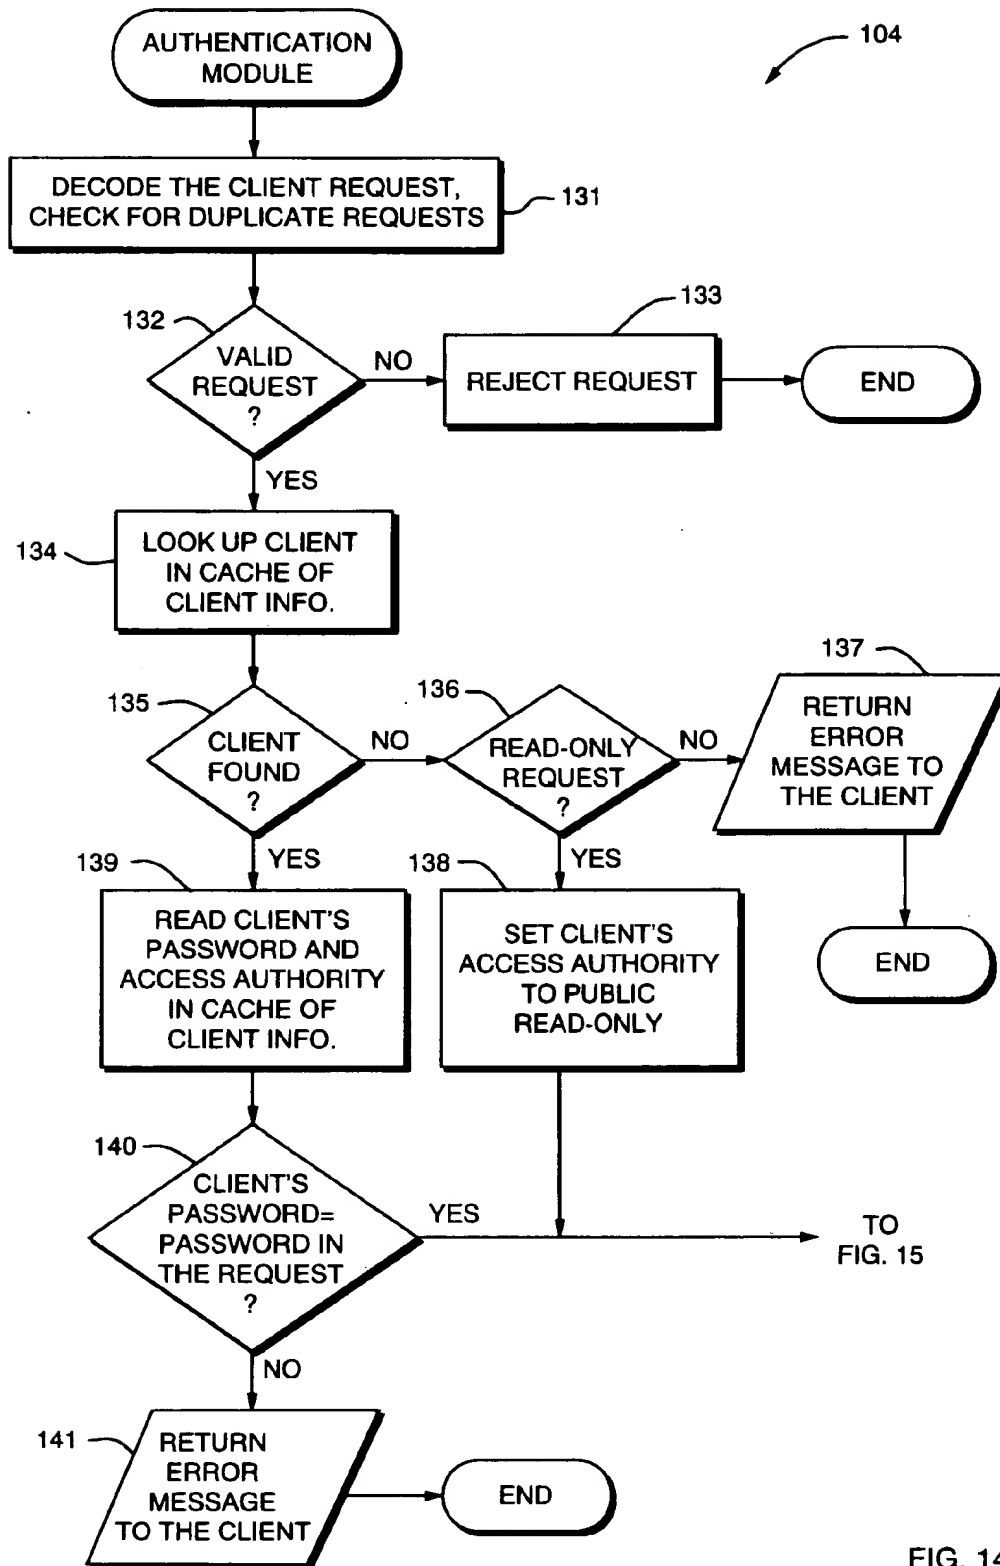 AUTHENTICATION
MODULE
104
DECODE THE CLIENT REQUEST,
CHECK FOR DUPLICATE REQUESTS
131
132
VALID
REQUEST
?
NO
133
REJECT REQUEST
END
YES
134
LOOK UP CLIENT
IN CACHE OF
CLIENT INFO.
135
CLIENT
FOUND
?
NO
136
READ-ONLY
REQUEST
?
NO
137
RETURN
ERROR
MESSAGE TO
THE CLIENT
END
YES
139
READ CLIENT'S
PASSWORD AND
ACCESS AUTHORITY
IN CACHE OF
CLIENT INFO.
YES
138
SET CLIENT'S
ACCESS AUTHORITY
TO PUBLIC
READ-ONLY
140
CLIENT'S
PASSWORD=
PASSWORD IN
THE REQUEST
?
YES
TO
FIG. 15
NO
141
RETURN
ERROR
MESSAGE
TO THE CLIENT
END
FIG. 14